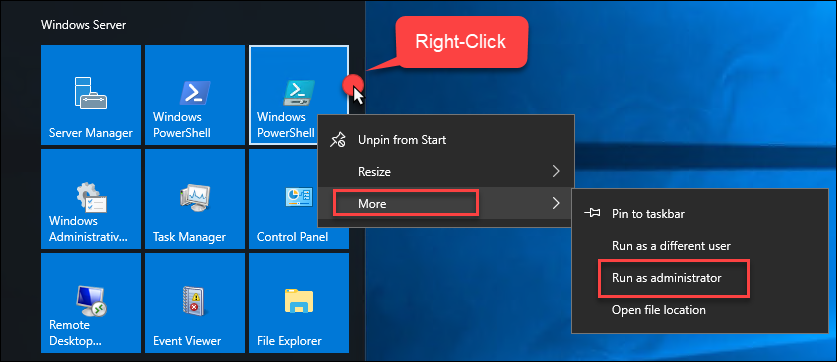 Windows Server
Right-Click
Server Manager
Windows
PowerShell
Windows
PowerShell
Unpin from Start
Resize
More
Windows
Administrativ...
Task Manager
Control Panel
Pin to taskbar
Run as a different user
Run as administrator
Open file location
Remote
Desktop...
Event Viewer
File Explorer